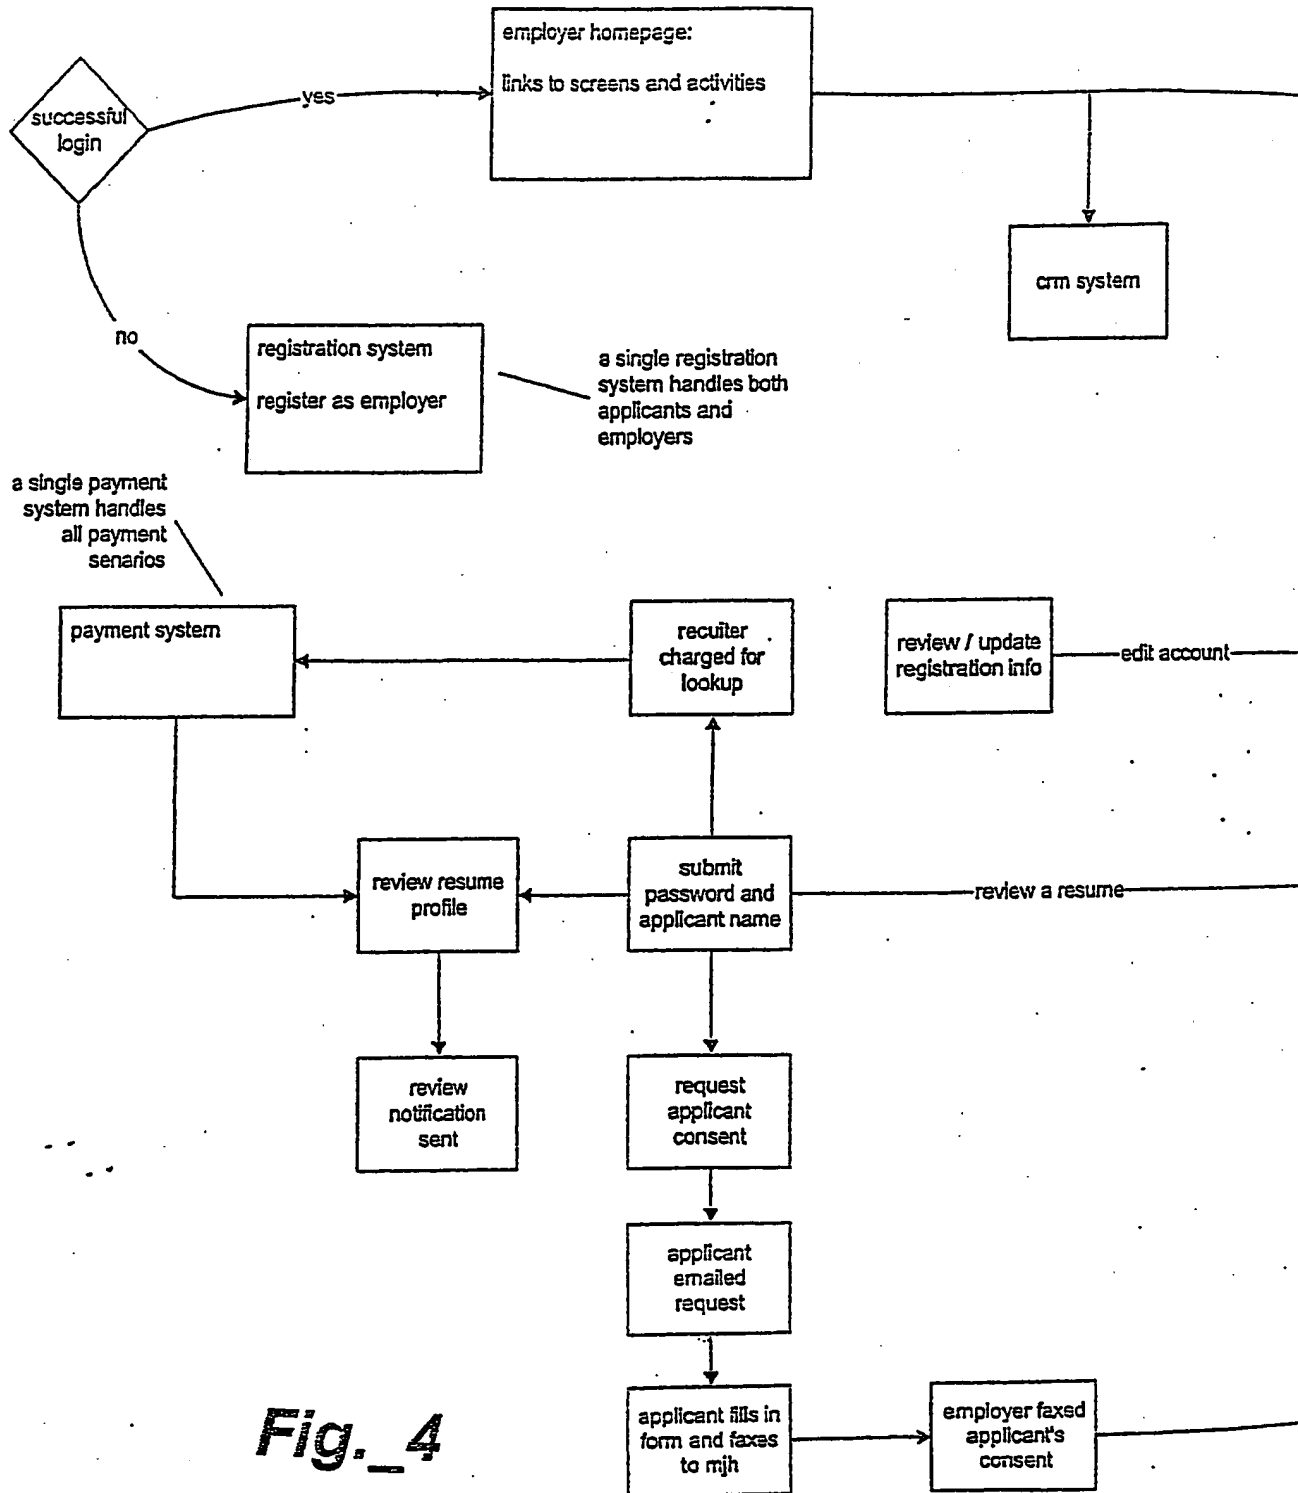 employer homepage:
links to screens and activities
yes
successful
login
crm system
no
registration system
register as employer
a single registration
system handles both
applicants and
employers
a single payment
system handles
all payment
senarios
payment system
recuiter
charged for
lookup
review / update
registration info
edit account
review resume
profile
submit
password and
applicant name
review a resume
review
notification
sent
request
applicant
consent
applicant
emailed
request
applicant fills in
form and faxes
to mjh
employer faxed
applicant's
consent
Fig._4